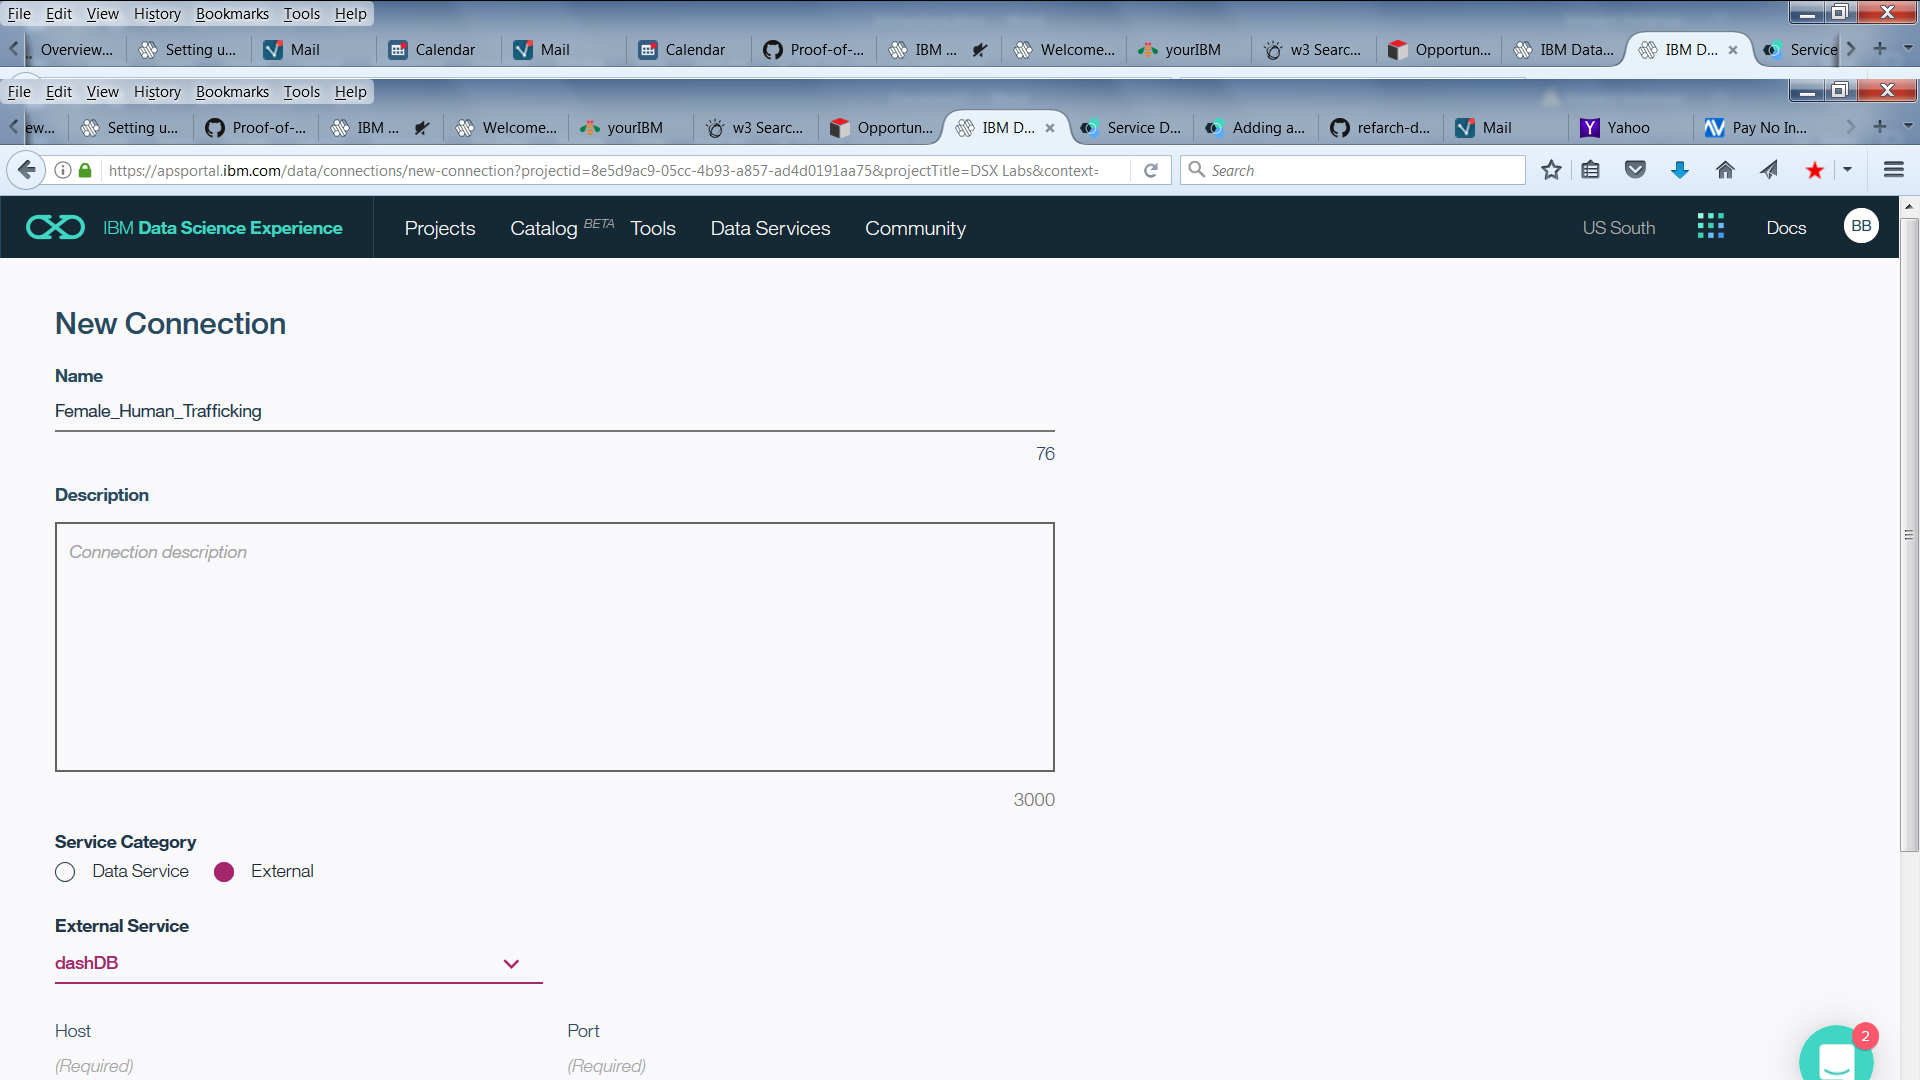 File Edit View History Bookmarks Tools Help
Overview... Setting u... Mail Calendar Mail Calendar Proof-of-... IBM ... Welcome... yourIBM w3 Searc... Opportun... IBM Data... IBM D... Service
File Edit View History Bookmarks Tools Help
ew... Setting u... Proof-of-... IBM ... Welcome... yourIBM w3 Searc... Opportun... IBM D... Service D... Adding a... refarch-d... Mail Yahoo Pay No In...
https://apsportal.ibm.com/data/connections/new-connection?projectid=8e5d9ac9-05cc-4b93-a857-ad4d0191aa75&projectTitle=DSX Labs&context= Search
IBM Data Science Experience Projects Catalog BETA Tools Data Services Community US South Docs BB
New Connection
Name
Female_Human_Trafficking
76
Description
Connection description
3000
Service Category
Data Service External
External Service
dashDB
Host Port
(Required) (Required)
2